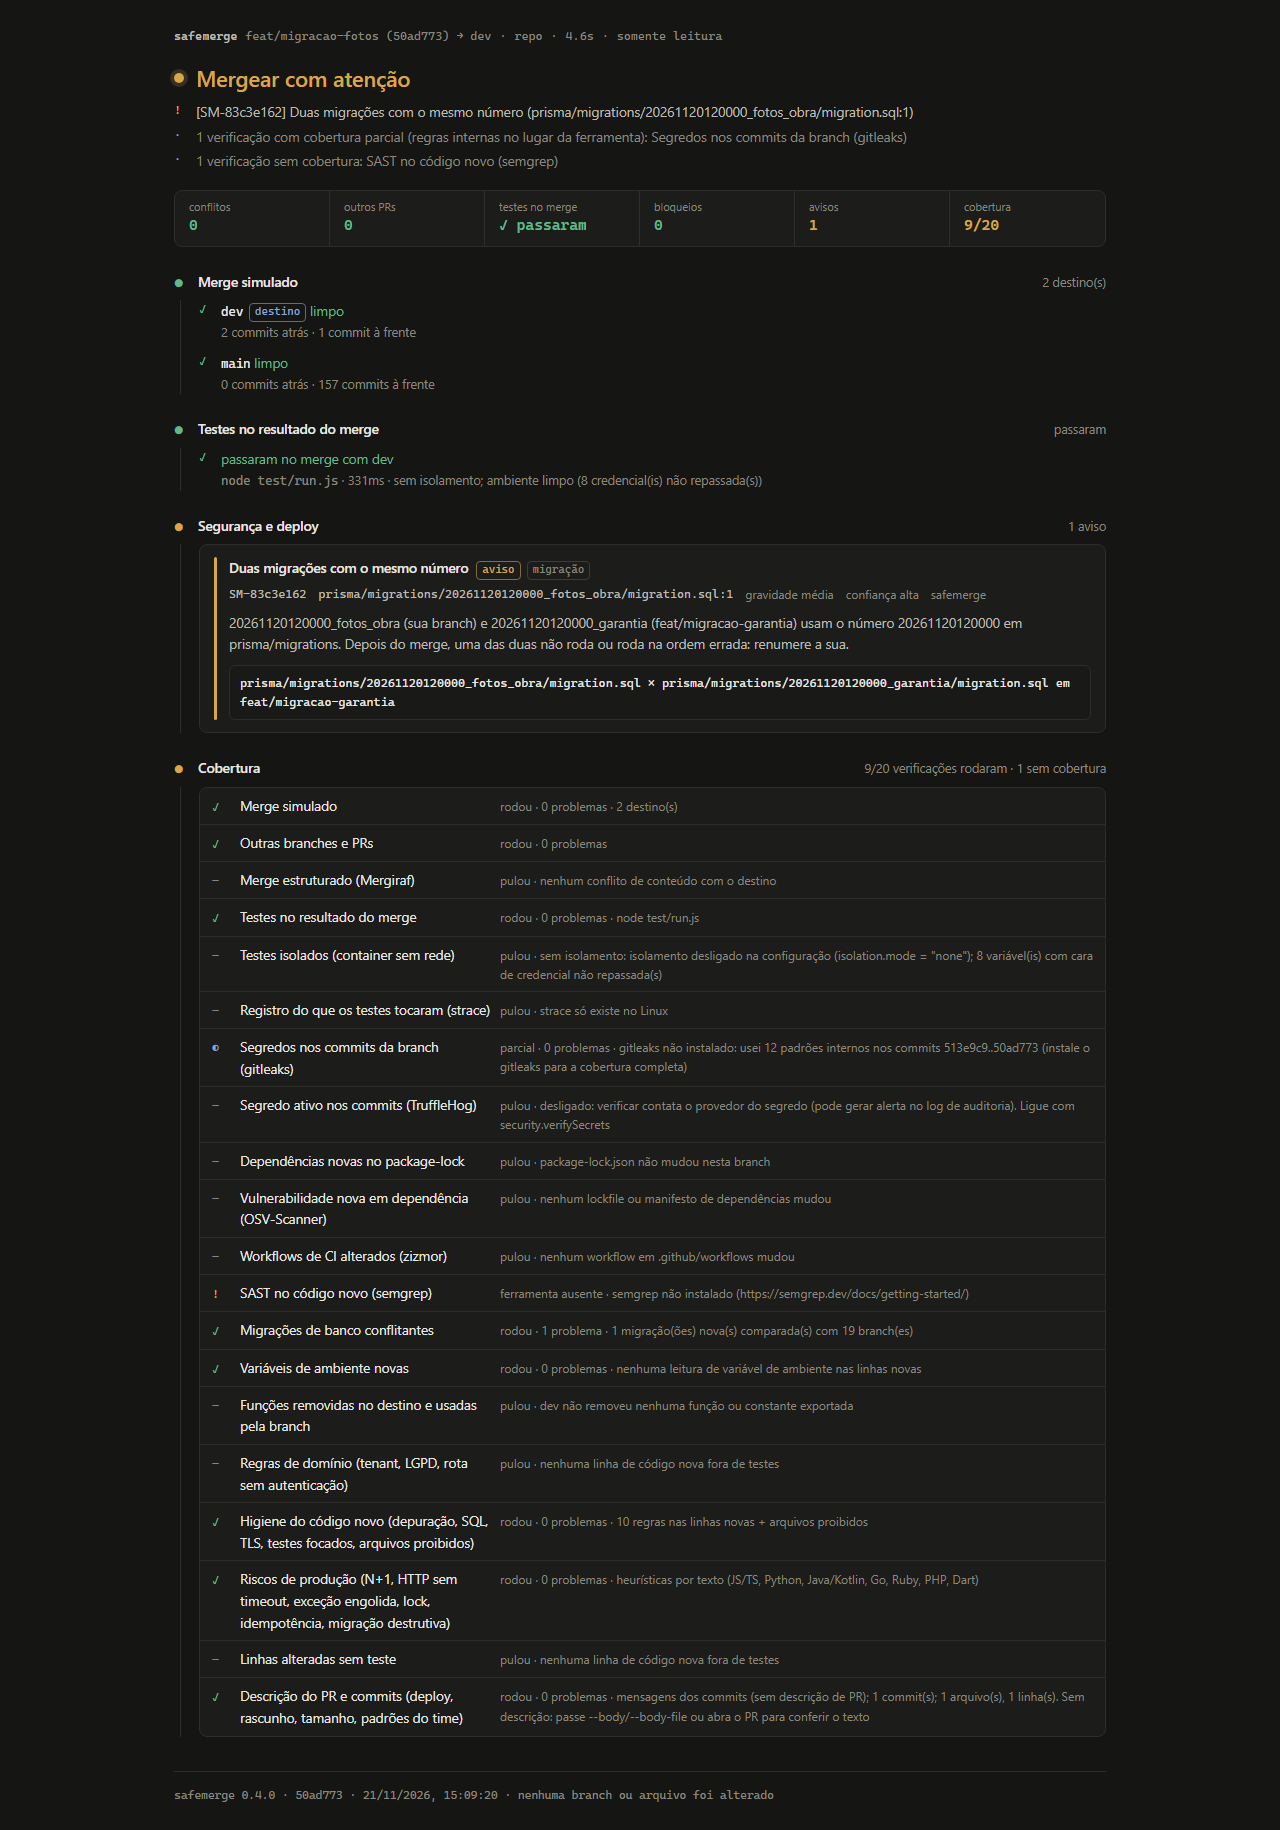 safemerge feat/migracao-fotos (50ad773) → dev · repo · 4.6s · somente leitura
Mergear com atenção
! [SM-83c3e162] Duas migrações com o mesmo número (prisma/migrations/20261120120000_fotos_obra/migration.sql:1)
· 1 verificação com cobertura parcial (regras internas no lugar da ferramenta): Segredos nos commits da branch (gitleaks)
· 1 verificação sem cobertura: SAST no código novo (semgrep)
conflitos outros PRs testes no merge bloqueios avisos cobertura
0 0 ✓ passaram 0 1 9/20
Merge simulado 2 destino(s)
✓ dev destino limpo
2 commits atrás · 1 commit à frente
✓ main limpo
0 commits atrás · 157 commits à frente
Testes no resultado do merge passaram
✓ passaram no merge com dev
node test/run.js · 331ms · sem isolamento; ambiente limpo (8 credencial(is) não repassada(s))
Segurança e deploy 1 aviso
Duas migrações com o mesmo número aviso migração
SM-83c3e162 prisma/migrations/20261120120000_fotos_obra/migration.sql:1 gravidade média confiança alta safemerge
20261120120000_fotos_obra (sua branch) e 20261120120000_garantia (feat/migracao-garantia) usam o número 20261120120000 em
prisma/migrations. Depois do merge, uma das duas não roda ou roda na ordem errada: renumere a sua.
prisma/migrations/20261120120000_fotos_obra/migration.sql × prisma/migrations/20261120120000_garantia/migration.sql em
feat/migracao-garantia
Cobertura 9/20 verificações rodaram · 1 sem cobertura
✓ Merge simulado rodou · 0 problemas · 2 destino(s)
✓ Outras branches e PRs rodou · 0 problemas
– Merge estruturado (Mergiraf) pulou · nenhum conflito de conteúdo com o destino
✓ Testes no resultado do merge rodou · 0 problemas · node test/run.js
– Testes isolados (container sem rede) pulou · sem isolamento: isolamento desligado na configuração (isolation.mode = "none"); 8 variável(is) com cara
de credencial não repassada(s)
– Registro do que os testes tocaram (strace) pulou · strace só existe no Linux
◐ Segredos nos commits da branch parcial · 0 problemas · gitleaks não instalado: usei 12 padrões internos nos commits 513e9c9..50ad773 (instale o
(gitleaks) gitleaks para a cobertura completa)
– Segredo ativo nos commits (TruffleHog) pulou · desligado: verificar contata o provedor do segredo (pode gerar alerta no log de auditoria). Ligue com
security.verifySecrets
– Dependências novas no package-lock pulou · package-lock.json não mudou nesta branch
– Vulnerabilidade nova em dependência pulou · nenhum lockfile ou manifesto de dependências mudou
(OSV-Scanner)
– Workflows de CI alterados (zizmor) pulou · nenhum workflow em .github/workflows mudou
! SAST no código novo (semgrep) ferramenta ausente · semgrep não instalado (https://semgrep.dev/docs/getting-started/)
✓ Migrações de banco conflitantes rodou · 1 problema · 1 migração(ões) nova(s) comparada(s) com 19 branch(es)
✓ Variáveis de ambiente novas rodou · 0 problemas · nenhuma leitura de variável de ambiente nas linhas novas
– Funções removidas no destino e usadas pulou · dev não removeu nenhuma função ou constante exportada
pela branch
– Regras de domínio (tenant, LGPD, rota pulou · nenhuma linha de código nova fora de testes
sem autenticação)
✓ Higiene do código novo (depuração, SQL, rodou · 0 problemas · 10 regras nas linhas novas + arquivos proibidos
TLS, testes focados, arquivos proibidos)
✓ Riscos de produção (N+1, HTTP sem rodou · 0 problemas · heurísticas por texto (JS/TS, Python, Java/Kotlin, Go, Ruby, PHP, Dart)
timeout, exceção engolida, lock,
idempotência, migração destrutiva)
– Linhas alteradas sem teste pulou · nenhuma linha de código nova fora de testes
✓ Descrição do PR e commits (deploy, rodou · 0 problemas · mensagens dos commits (sem descrição de PR); 1 commit(s); 1 arquivo(s), 1 linha(s). Sem
rascunho, tamanho, padrões do time) descrição: passe --body/--body-file ou abra o PR para conferir o texto
safemerge 0.4.0 · 50ad773 · 21/11/2026, 15:09:20 · nenhuma branch ou arquivo foi alterado